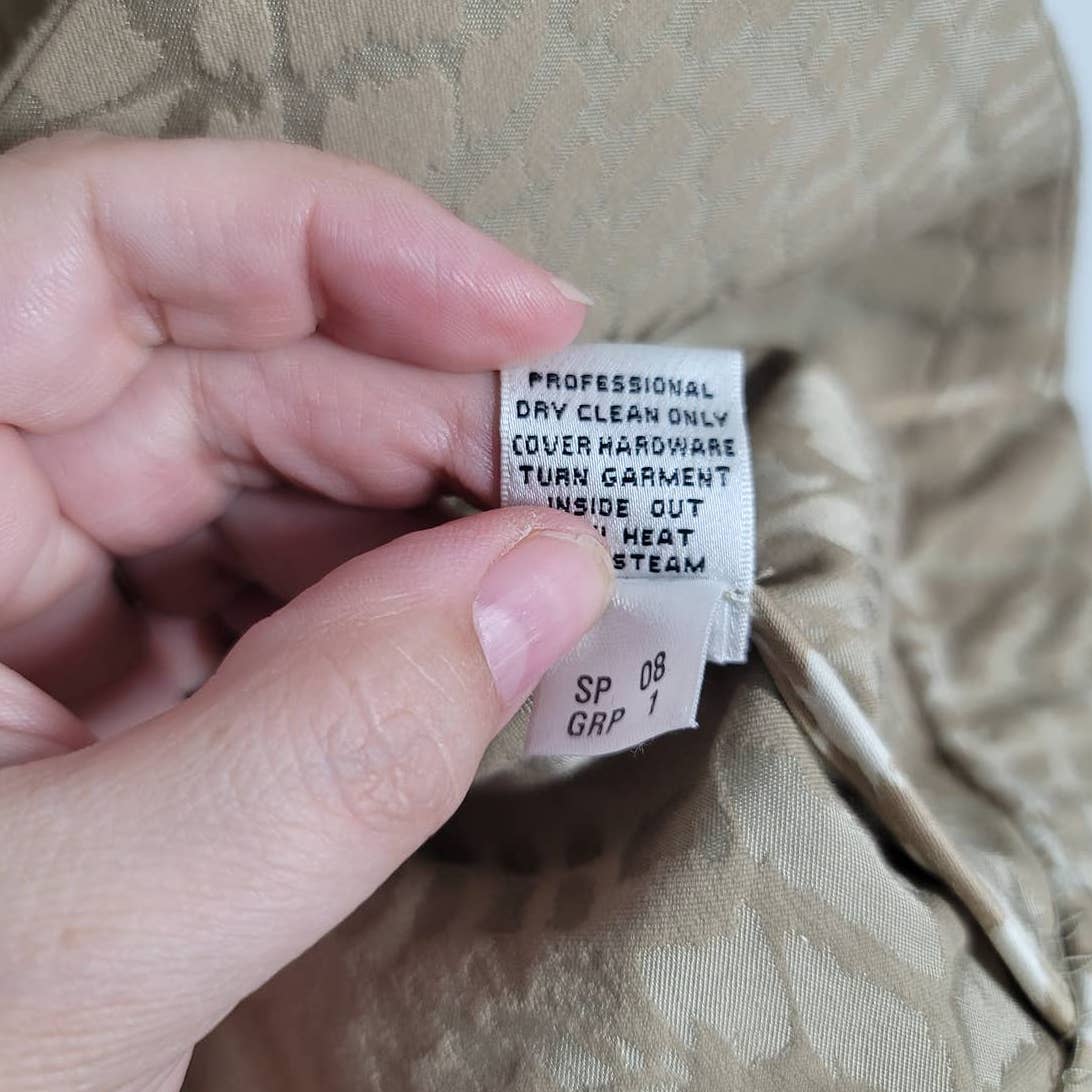 PROFESSIONAL
DRY CLEAN ONLY
COVER HARDWARE
TURN GARMENT
INSIDE OUT
HEAT
STEAM
SP 08
GRP 1